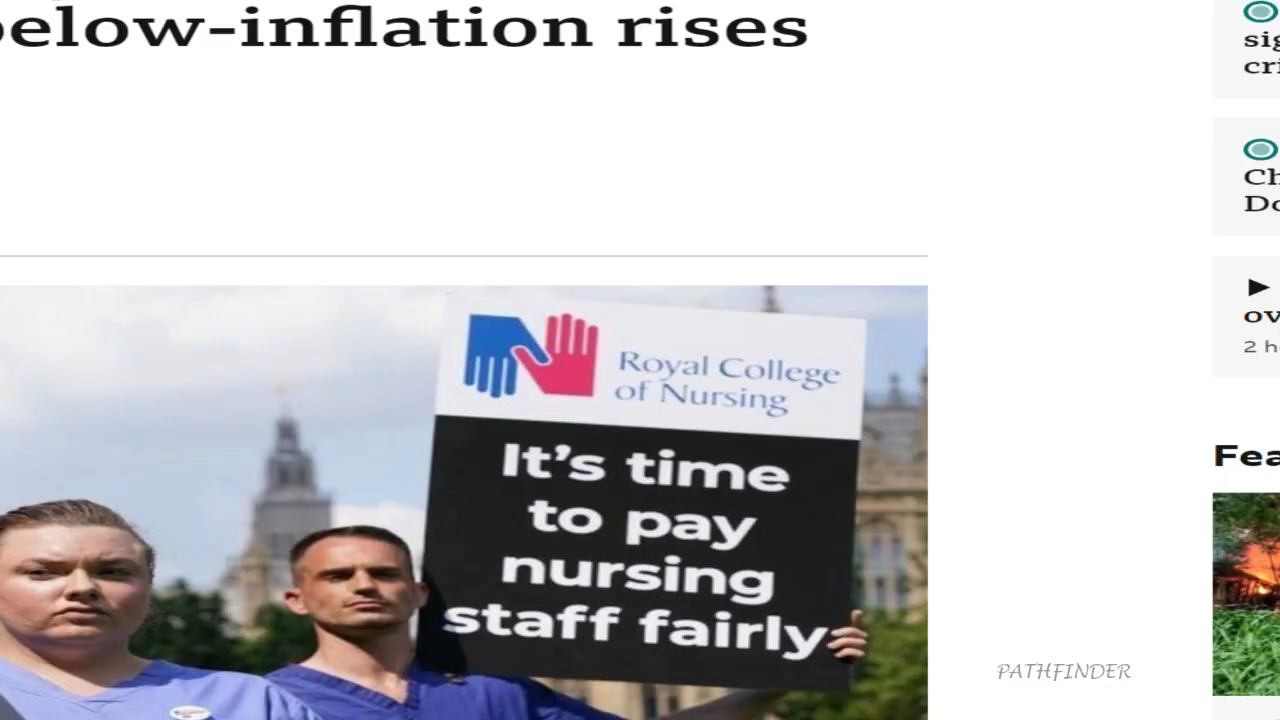 below-inflation rises
Royal College
of Nursing
It's time
to pay
nursing
staff fairly
PATHFINDER
2 h
Fea